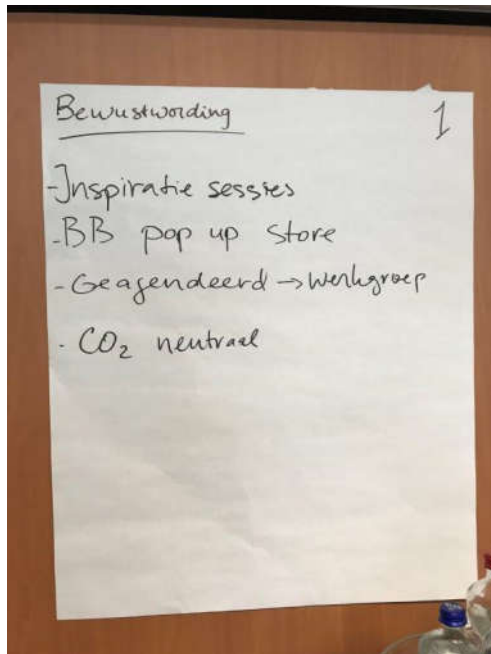 Bewustwording
1
- Inspiratie sessies
- BB pop up store
- Geagendeerd → Werkgroep
- CO₂ neutraal